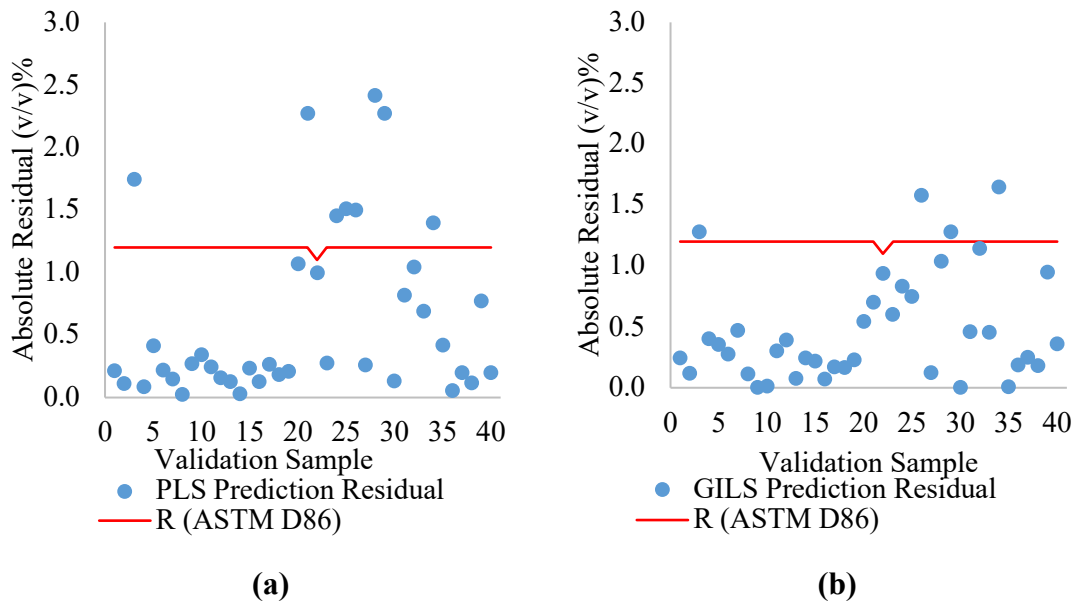 3.0
2.5
2.0
1.5
1.0
0.5
0.0
Absolute Residual (v/v)%
0 5 10 15 20 25 30 35 40
Validation Sample
PLS Prediction Residual
R (ASTM D86)
(a)
3.0
2.5
2.0
1.5
1.0
0.5
0.0
Absolute Residual (v/v)%
0 5 10 15 20 25 30 35 40
Validation Sample
GILS Prediction Residual
R (ASTM D86)
(b)